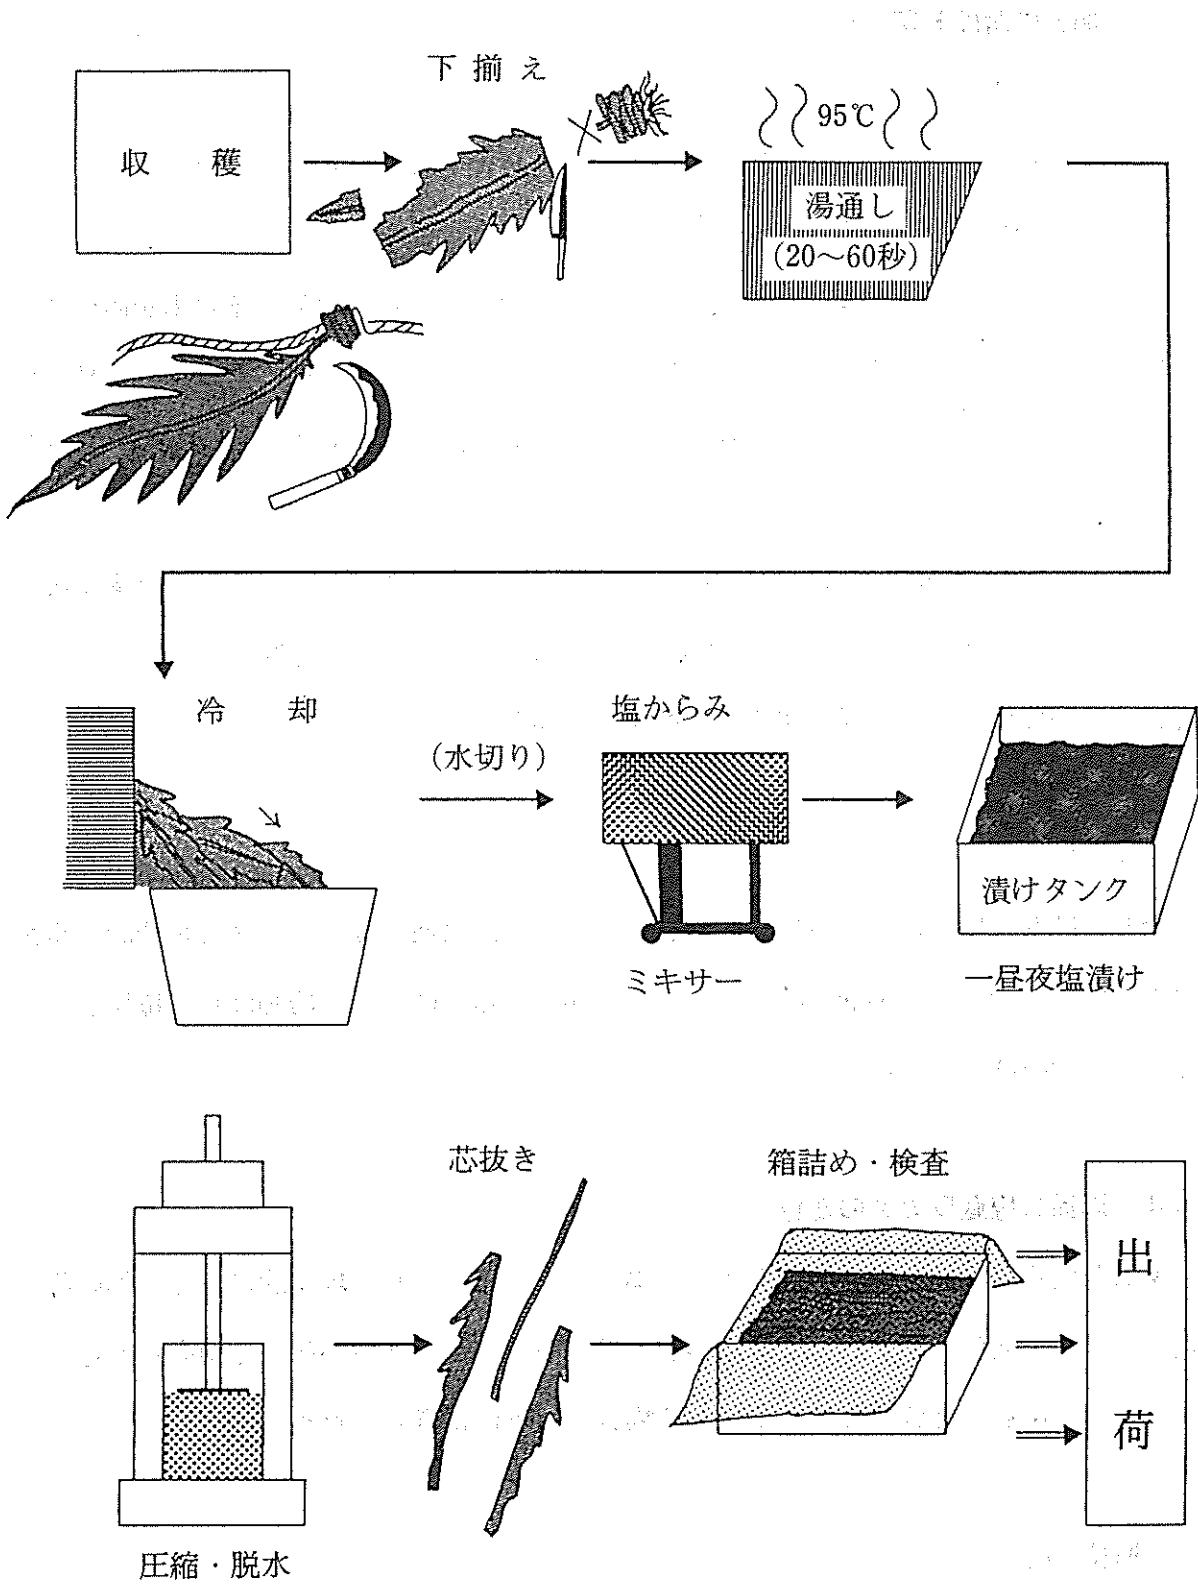 下揃え
収穫
95℃
湯通し
(20～60秒)
冷却
(水切り)
塩からみ
ミキサー
漬けタンク
一昼夜塩漬け
圧縮・脱水
芯抜き
箱詰め・検査
出荷